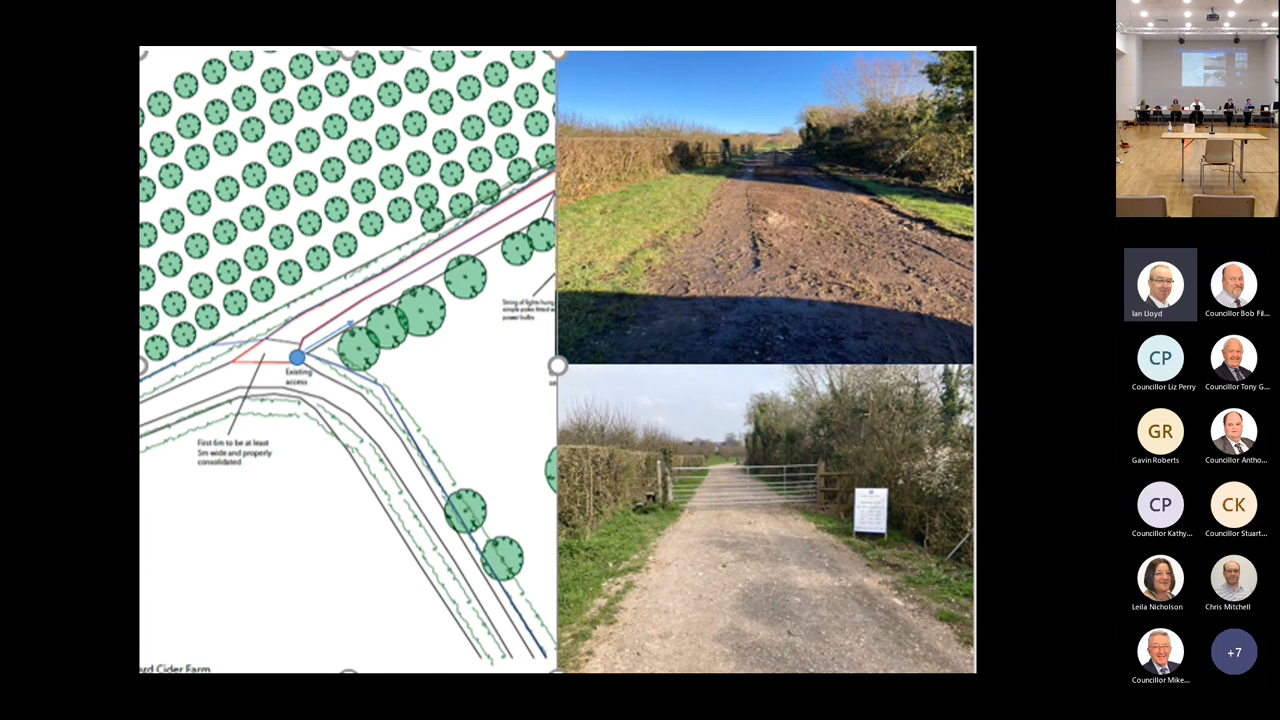 Existing
access
First 6m to be at least
5m wide and properly
consolidated
String of lights hung
simple poles fitted w
power bulbs
ard Cider Farm
Ian Lloyd
Councillor Bob Fil...
CP
Councillor Liz Perry
Councillor Tony G...
GR
Gavin Roberts
Councillor Antho...
CP
Councillor Kathy...
CK
Councillor Stuart...
Leila Nicholson
Chris Mitchell
Councillor Mike...
+7